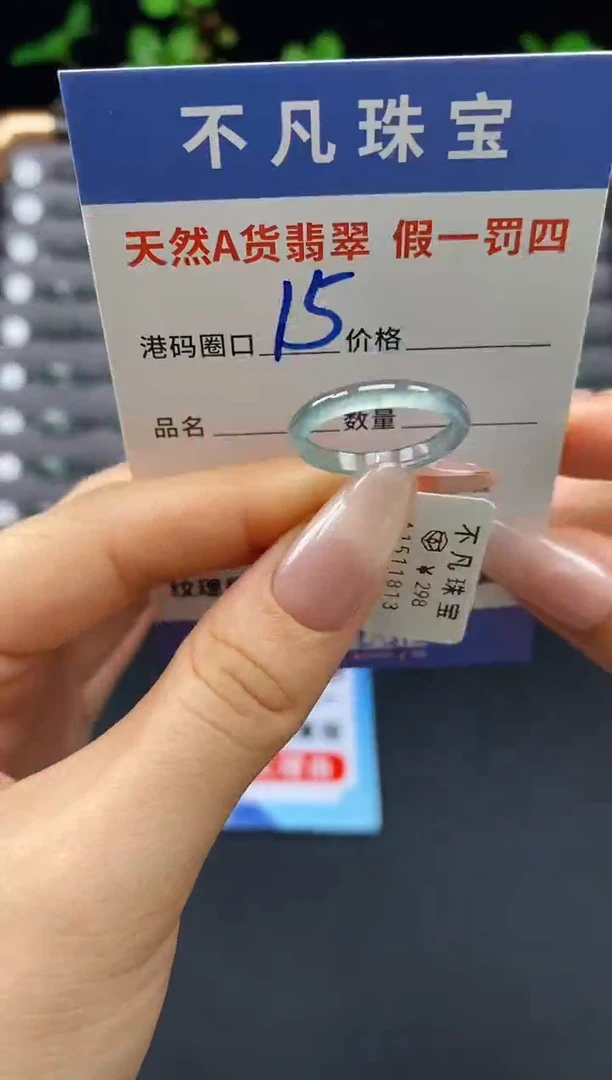 不凡珠宝
天然A货翡翠 假一罚四
港码圈口 15 价格
品名 数量
不凡珠宝
¥298